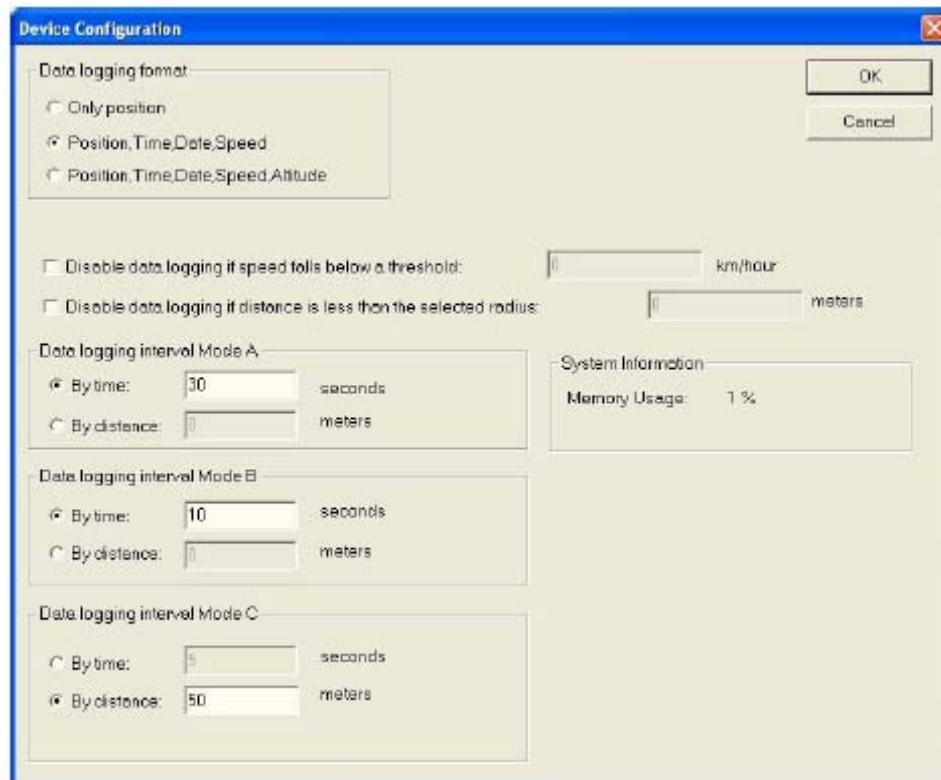 Device Configuration
Data logging format
OK
Only position
Cancel
Position,Time,Date,Speed
Position,Time,Date,Speed,Altitude
Disable data logging if speed falls below a threshold: 0 km/hour
Disable data logging if distance is less than the selected radius: 0 meters
Data logging interval Mode A
By time: 30 seconds
By distance: 0 meters
System Information
Memory Usage: 1 %
Data logging interval Mode B
By time: 10 seconds
By distance: 0 meters
Data logging interval Mode C
By time: 5 seconds
By distance: 50 meters